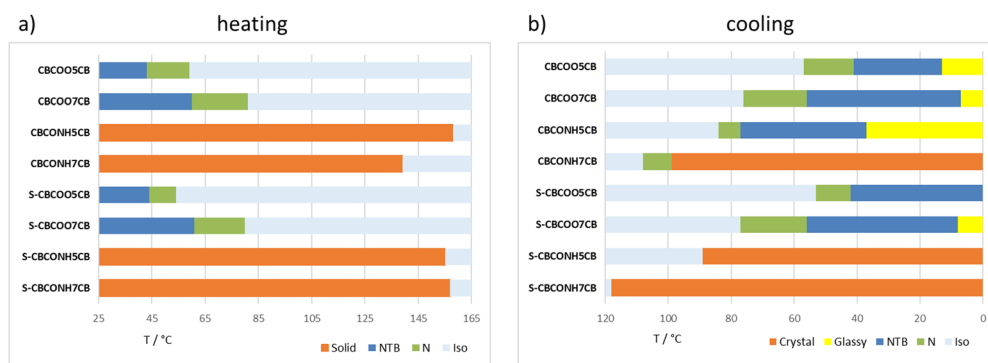 a)
heating
CBCOO5CB
CBCOO7CB
CBCONH5CB
CBCONH7CB
S-CBCOO5CB
S-CBCOO7CB
S-CBCONH5CB
S-CBCONH7CB
25 45 65 85 105 125 145 165
T / °C
Solid NTB N Iso
b)
cooling
CBCOO5CB
CBCOO7CB
CBCONH5CB
CBCONH7CB
S-CBCOO5CB
S-CBCOO7CB
S-CBCONH5CB
S-CBCONH7CB
120 100 80 60 40 20 0
T / °C
Crystal Glassy NTB N Iso